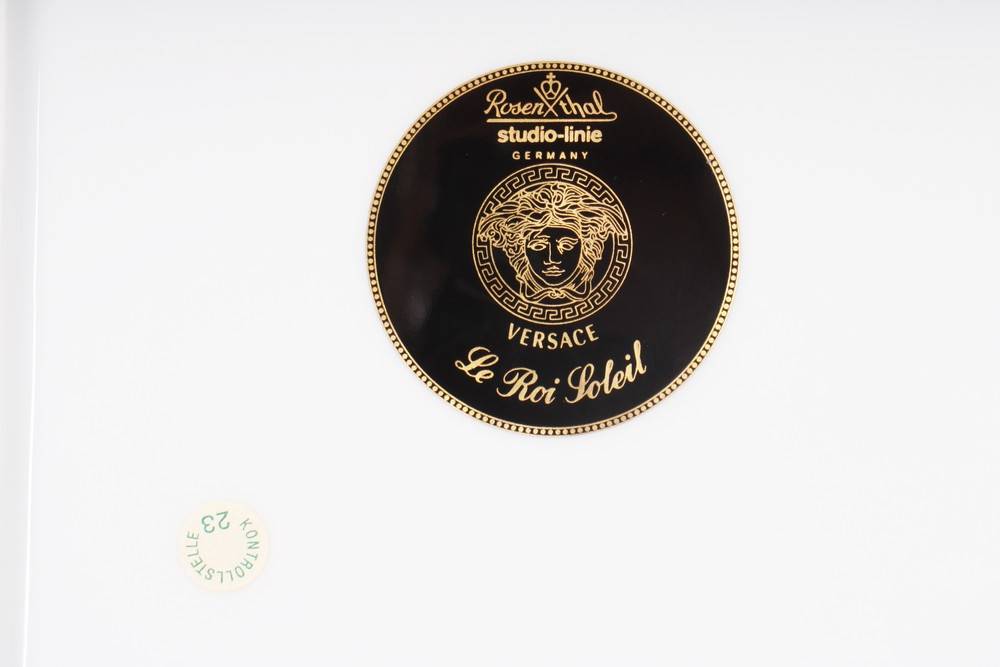 Rosenthal
studio-linie
GERMANY
VERSACE
Le Roi Soleil
KONTROLLSTELLE
23